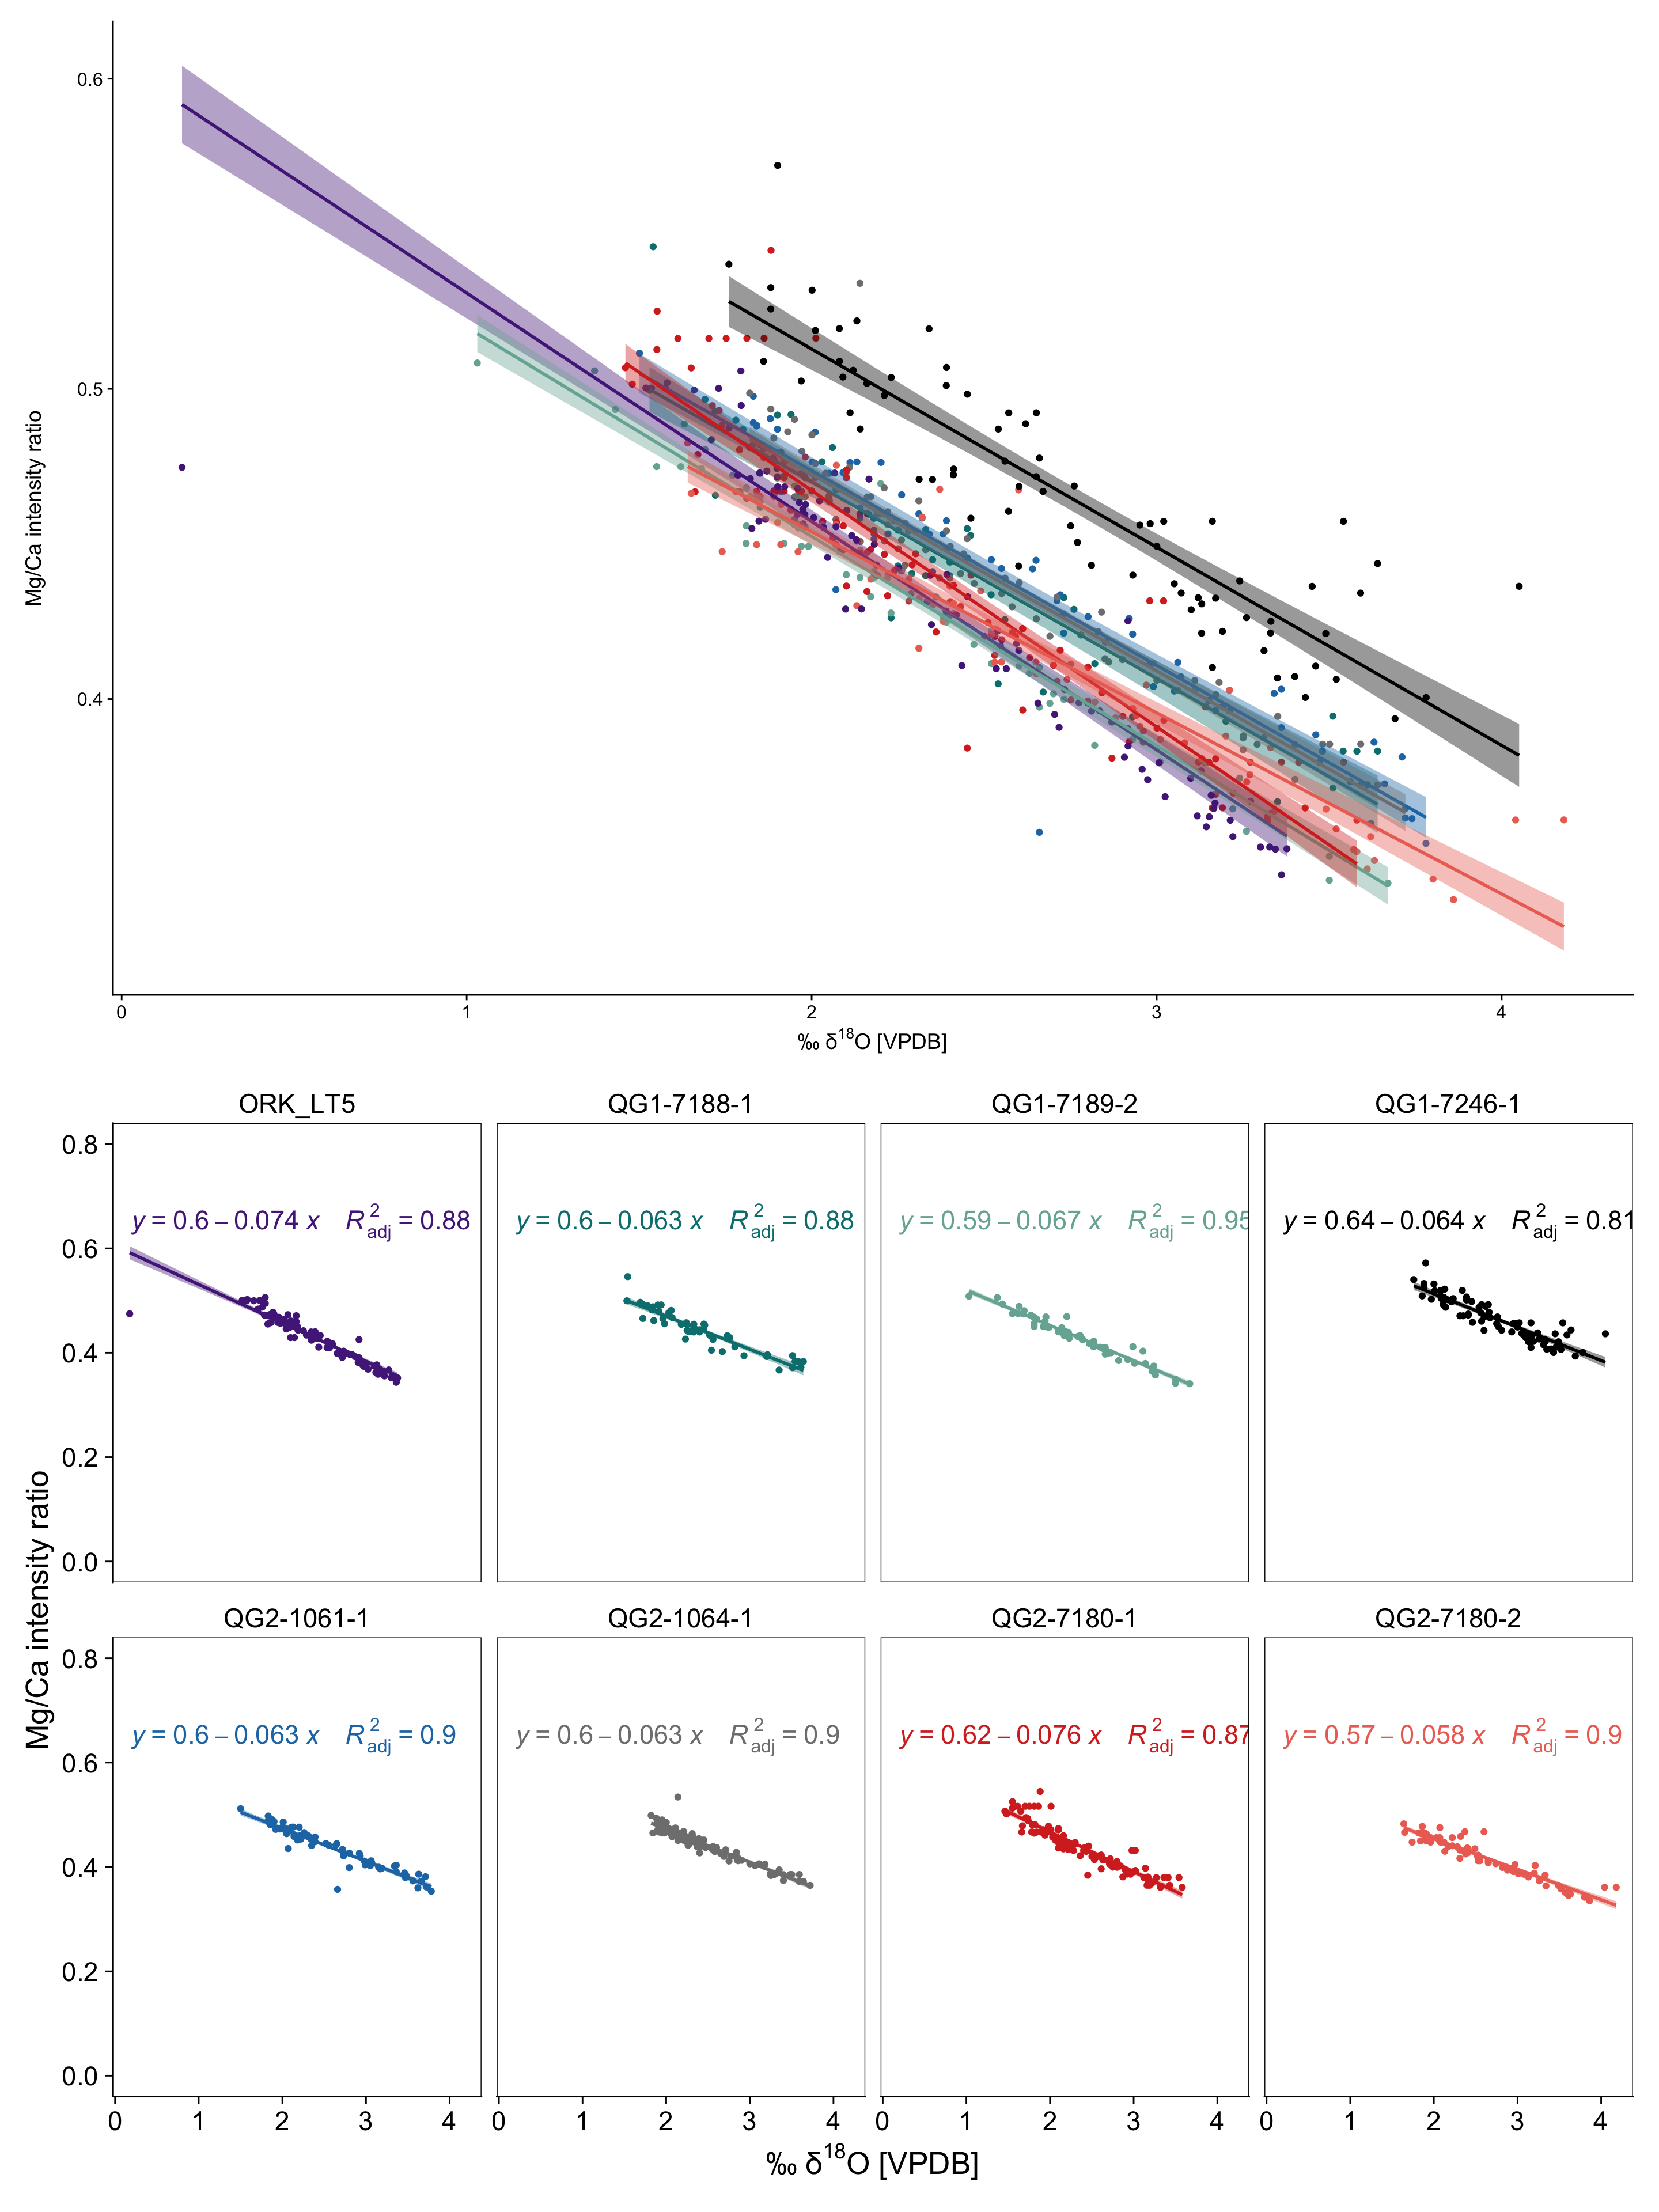 0.6
0.5
0.4
Mg/Ca intensity ratio
0 1 2 3 4
‰ δ¹⁸O [VPDB]
ORK_LT5 QG1-7188-1 QG1-7189-2 QG1-7246-1
0.8
y = 0.6 – 0.074 x R²adj = 0.88 y = 0.6 – 0.063 x R²adj = 0.88 y = 0.59 – 0.067 x R²adj = 0.95 y = 0.64 – 0.064 x R²adj = 0.81
0.6
0.4
0.2
0.0
Mg/Ca intensity ratio
QG2-1061-1 QG2-1064-1 QG2-7180-1 QG2-7180-2
0.8
y = 0.6 – 0.063 x R²adj = 0.9 y = 0.6 – 0.063 x R²adj = 0.9 y = 0.62 – 0.076 x R²adj = 0.87 y = 0.57 – 0.058 x R²adj = 0.9
0.6
0.4
0.2
0.0
0 1 2 3 4 0 1 2 3 4 0 1 2 3 4 0 1 2 3 4
‰ δ¹⁸O [VPDB]